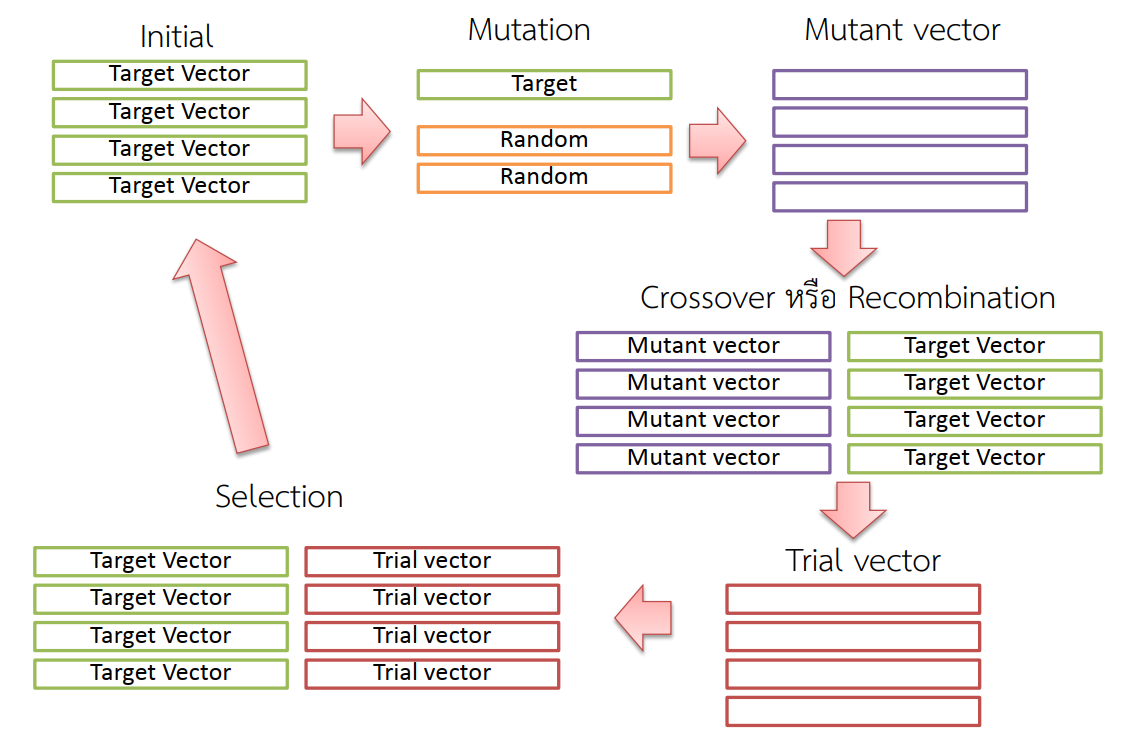 Initial
Target Vector
Target Vector
Target Vector
Target Vector
Mutation
Target
Random
Random
Mutant vector
Crossover หรือ Recombination
Mutant vector
Target Vector
Mutant vector
Target Vector
Mutant vector
Target Vector
Mutant vector
Target Vector
Trial vector
Selection
Target Vector
Trial vector
Target Vector
Trial vector
Target Vector
Trial vector
Target Vector
Trial vector